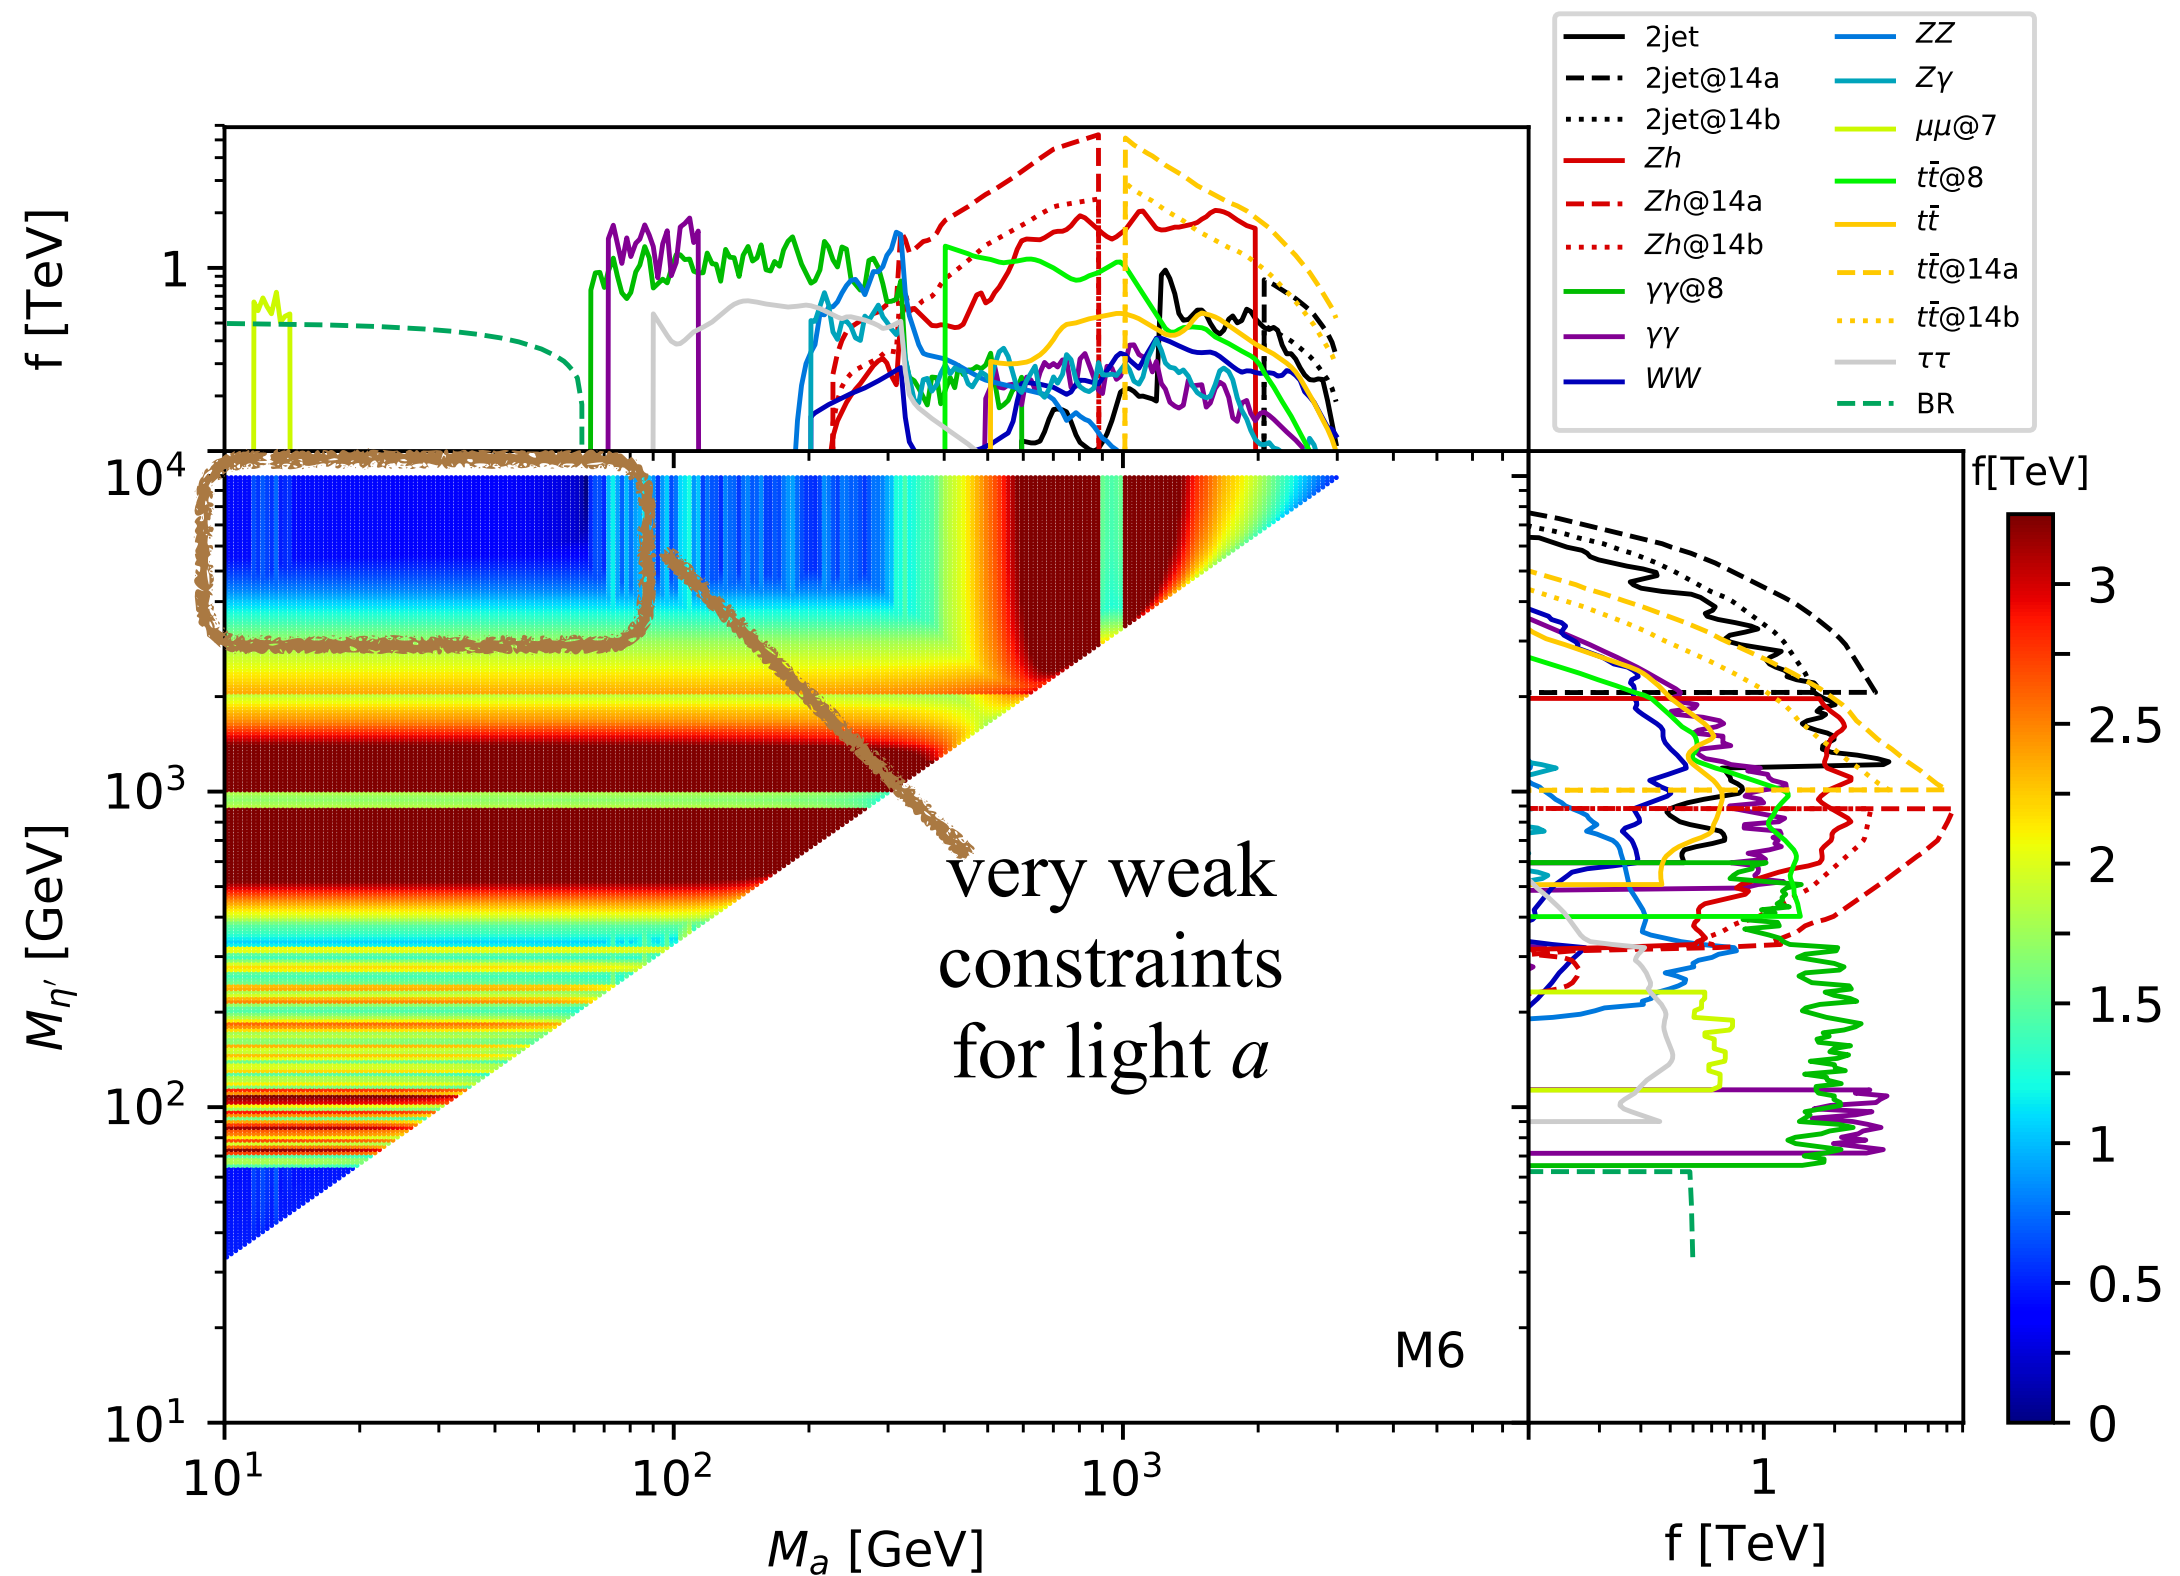 2jet
2jet@14a
2jet@14b
Zh
Zh@14a
Zh@14b
γγ@8
γγ
WW
ZZ
Zγ
μμ@7
tt̄@8
tt̄
tt̄@14a
tt̄@14b
ττ
BR
f [TeV]
1
f[TeV]
10⁴
10³
10²
10¹
M_η′ [GeV]
very weak
constraints
for light a
M6
3
2.5
2
1.5
1
0.5
0
10¹ 10² 10³
1
M_a [GeV]
f [TeV]